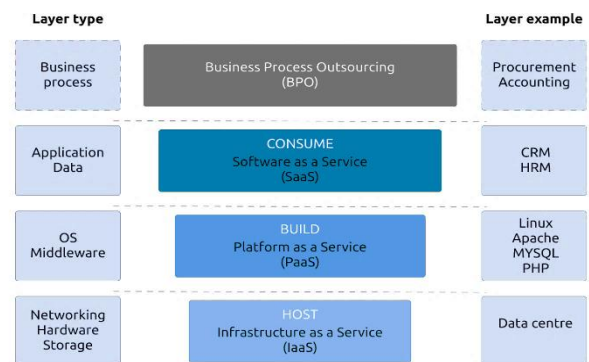 Layer type
Layer example
Business
process
Business Process Outsourcing
(BPO)
Procurement
Accounting
Application
Data
CONSUME
Software as a Service
(SaaS)
CRM
HRM
OS
Middleware
BUILD
Platform as a Service
(PaaS)
Linux
Apache
MYSQL
PHP
Networking
Hardware
Storage
HOST
Infrastructure as a Service
(IaaS)
Data centre